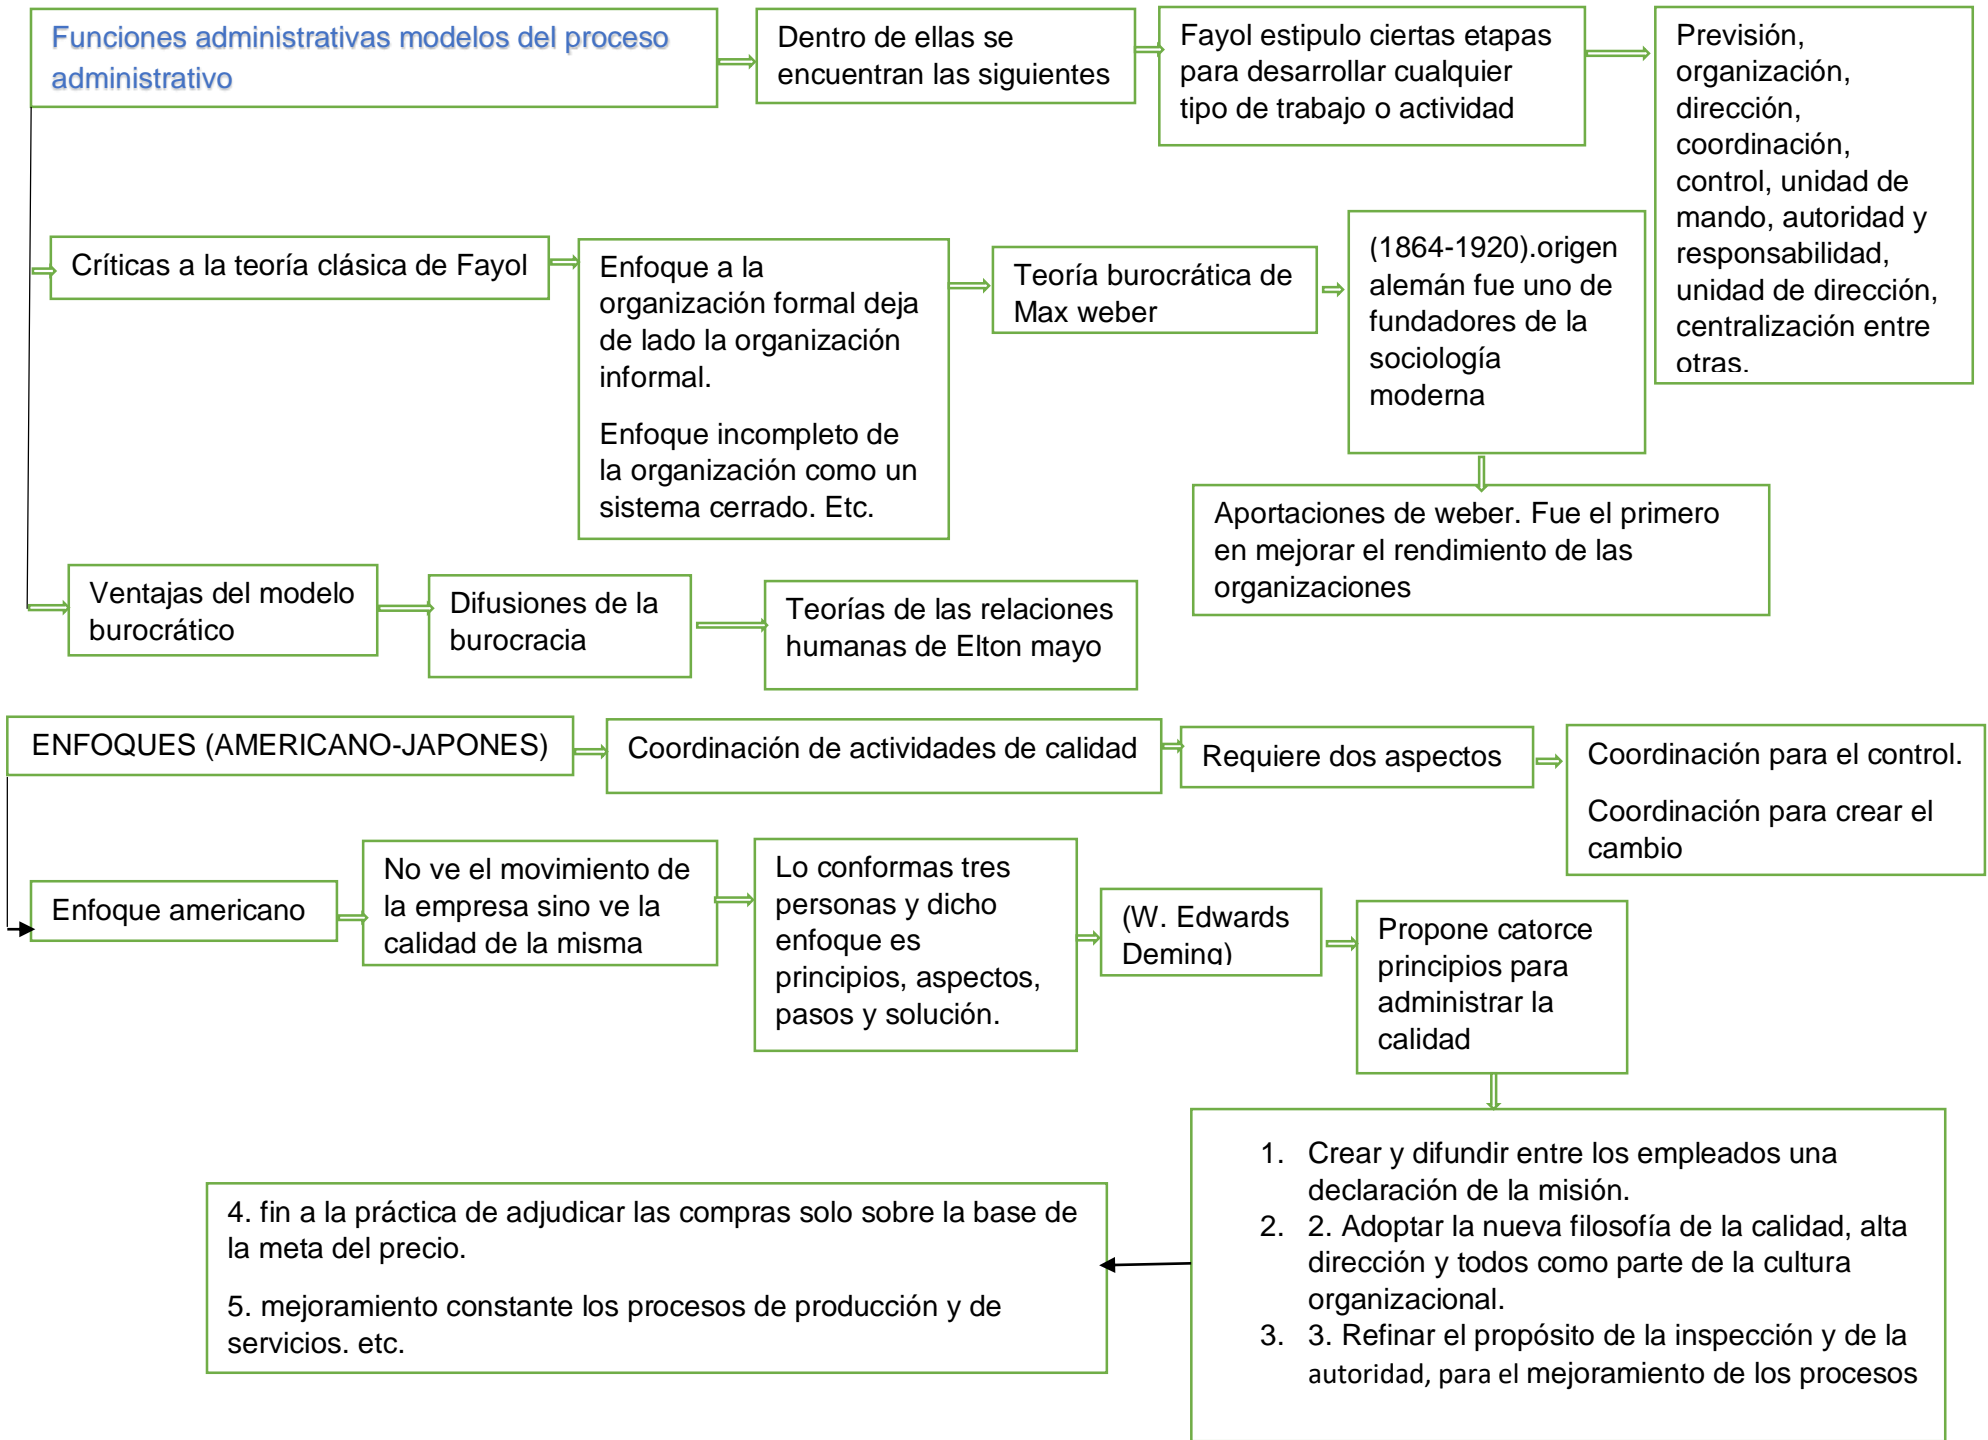 Funciones administrativas modelos del proceso
administrativo
Dentro de ellas se
encuentran las siguientes
Fayol estipulo ciertas etapas
para desarrollar cualquier
tipo de trabajo o actividad
Previsión,
organización,
dirección,
coordinación,
control, unidad de
mando, autoridad y
responsabilidad,
unidad de dirección,
centralización entre
otras.
Críticas a la teoría clásica de Fayol
Enfoque a la
organización formal deja
de lado la organización
informal.
Enfoque incompleto de
la organización como un
sistema cerrado. Etc.
Teoría burocrática de
Max weber
(1864-1920).origen
alemán fue uno de
fundadores de la
sociología
moderna
Aportaciones de weber. Fue el primero
en mejorar el rendimiento de las
organizaciones
Ventajas del modelo
burocrático
Difusiones de la
burocracia
Teorías de las relaciones
humanas de Elton mayo
ENFOQUES (AMERICANO-JAPONES)
Coordinación de actividades de calidad
Requiere dos aspectos
Coordinación para el control.
Coordinación para crear el
cambio
Enfoque americano
No ve el movimiento de
la empresa sino ve la
calidad de la misma
Lo conformas tres
personas y dicho
enfoque es
principios, aspectos,
pasos y solución.
(W. Edwards
Deming)
Propone catorce
principios para
administrar la
calidad
1. Crear y difundir entre los empleados una
declaración de la misión.
2. 2. Adoptar la nueva filosofía de la calidad, alta
dirección y todos como parte de la cultura
organizacional.
3. 3. Refinar el propósito de la inspección y de la
autoridad, para el mejoramiento de los procesos
4. fin a la práctica de adjudicar las compras solo sobre la base de
la meta del precio.
5. mejoramiento constante los procesos de producción y de
servicios. etc.